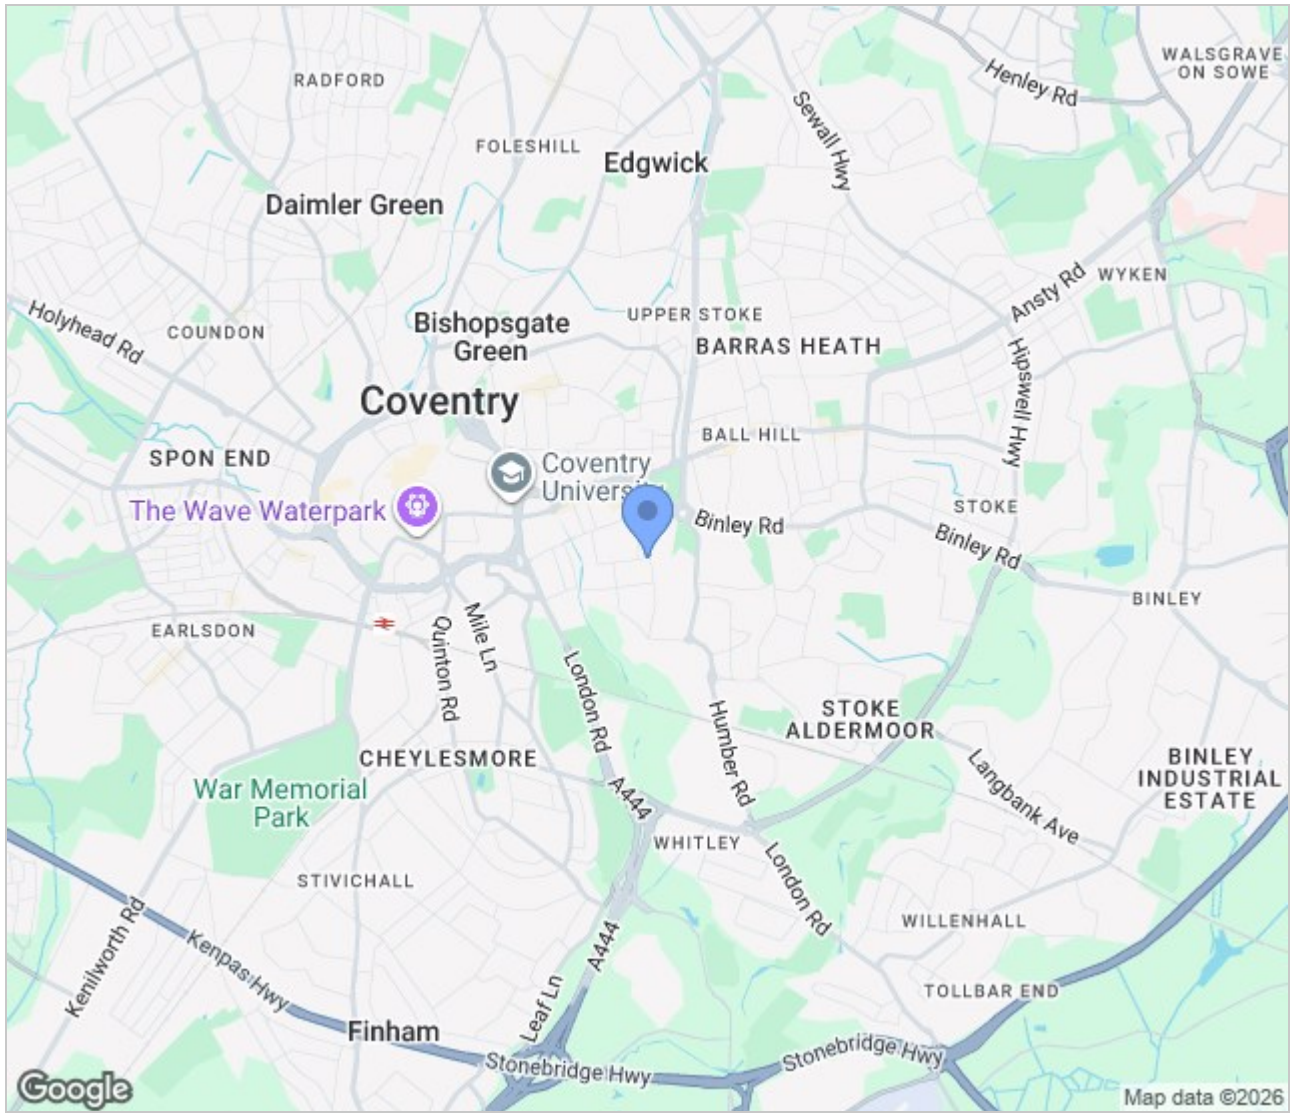 WALSGRAVE
ON SOWE
RADFORD
Henley Rd
Sewall Hwy
FOLESHILL
Edgwick
Daimler Green
WYKEN
Ansty Rd
Holyhead Rd
COUNDON
Bishopsgate
Green
UPPER STOKE
BARRAS HEATH
Hipswell Hwy
Coventry
BALL HILL
SPON END
Coventry
University
The Wave Waterpark
Binley Rd
STOKE
Binley Rd
BINLEY
EARLSDON
Mile Ln
Quinton Rd
London Rd
STOKE
ALDERMOOR
Humber Rd
CHEYLESMORE
Langbank Ave
BINLEY
INDUSTRIAL
ESTATE
War Memorial
Park
A444
WHITLEY
London Rd
STIVICHALL
Kenilworth Rd
WILLENHALL
Kenpas Hwy
A444
TOLLBAR END
Leaf Ln
Finham
Stonebridge Hwy
Stonebridge Hwy
Google
Map data ©2026